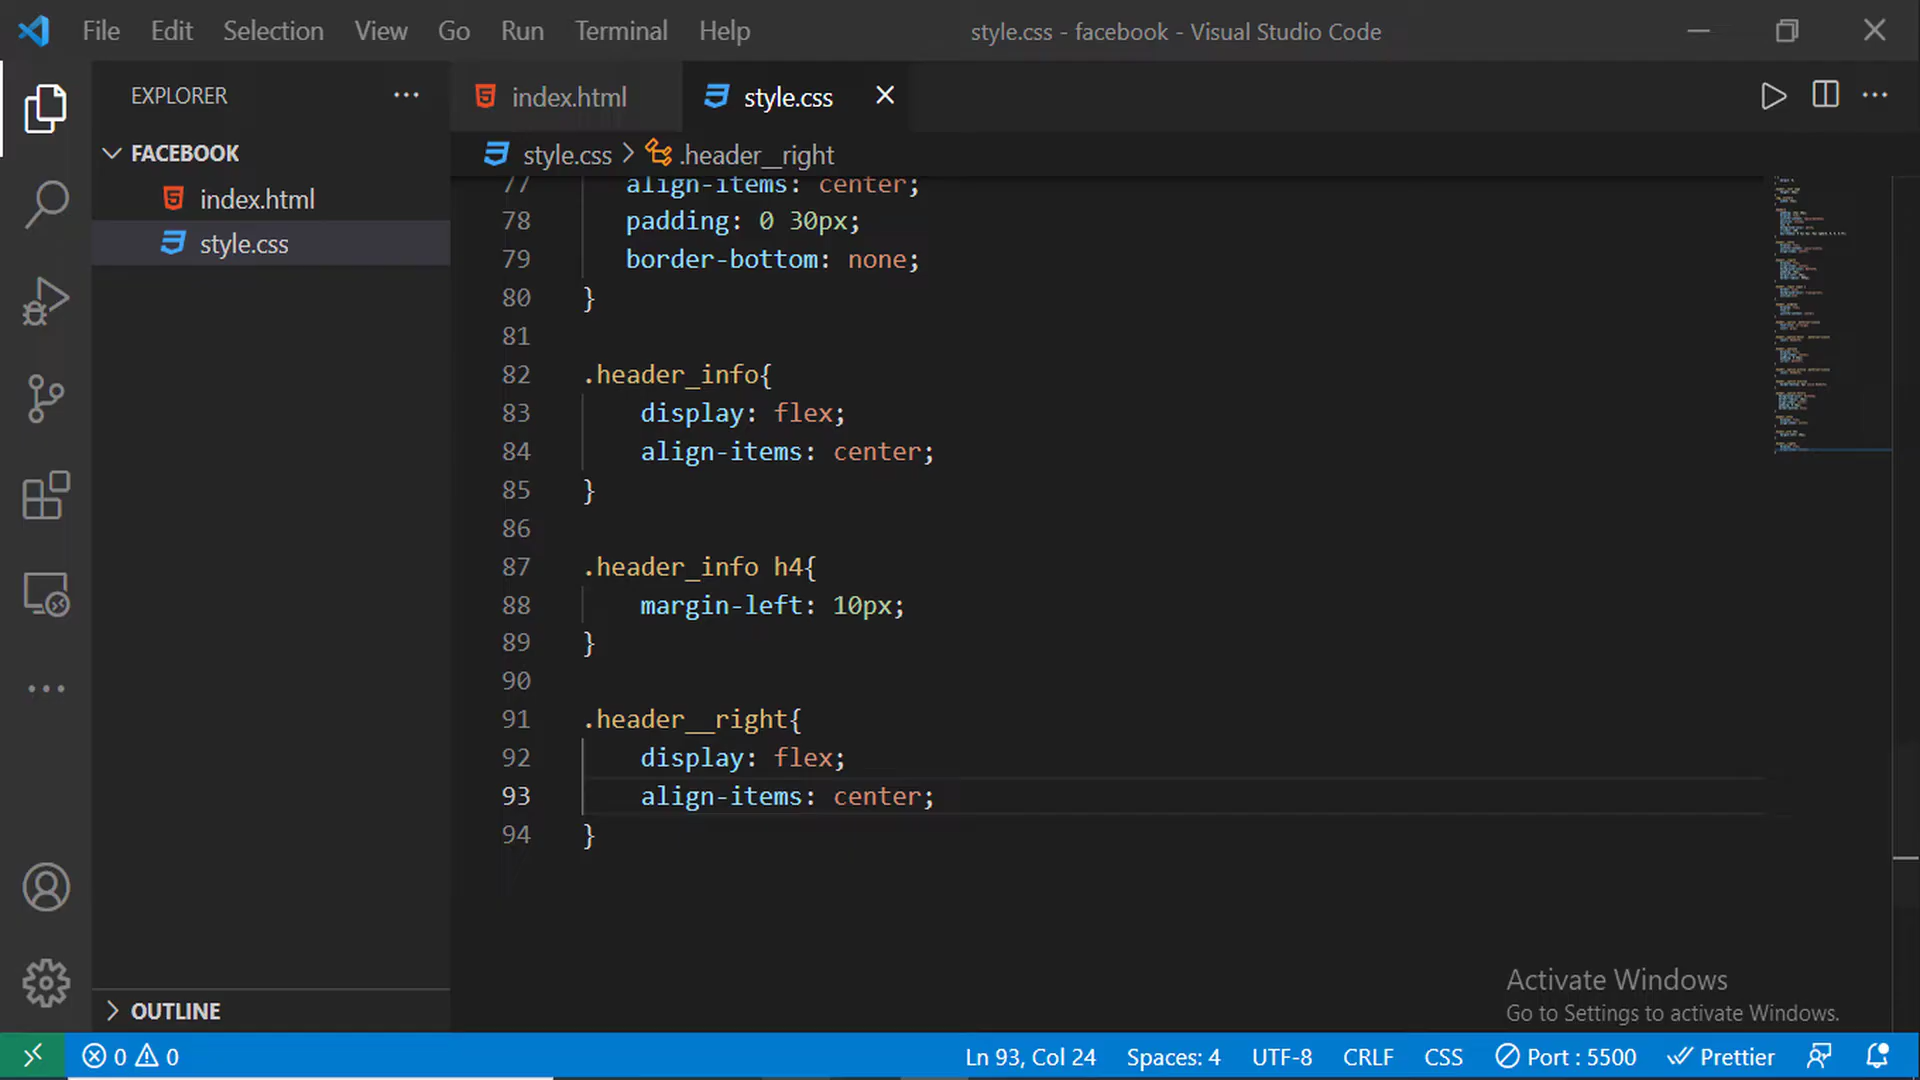 File Edit Selection View Go Run Terminal Help
style.css - facebook - Visual Studio Code
EXPLORER
FACEBOOK
index.html
style.css
OUTLINE
index.html
style.css
style.css > .header__right
77 align-items: center;
78 padding: 0 30px;
79 border-bottom: none;
80 }
81
82 .header_info{
83 display: flex;
84 align-items: center;
85 }
86
87 .header_info h4{
88 margin-left: 10px;
89 }
90
91 .header__right{
92 display: flex;
93 align-items: center;
94 }
Activate Windows
Go to Settings to activate Windows.
0 0 Ln 93, Col 24 Spaces: 4 UTF-8 CRLF CSS Port : 5500 Prettier